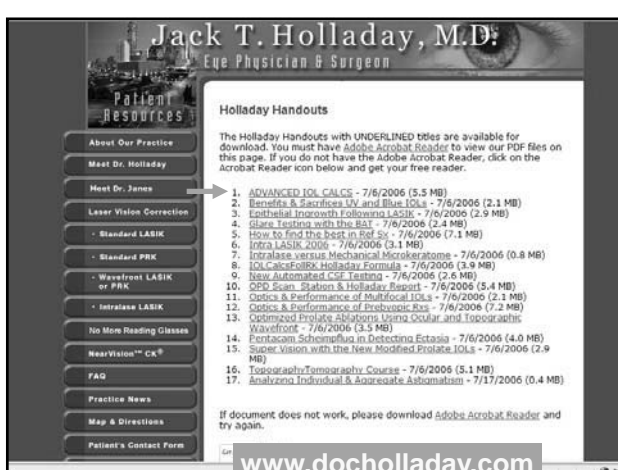 Jack T. Holladay, M.D.
Eye Physician & Surgeon
Patient
Resources
About Our Practice
Meet Dr. Holladay
Meet Dr. Janes
Laser Vision Correction
· Standard LASIK
· Standard PRK
· Wavefront LASIK
or PRK
· Intralase LASIK
No More Reading Glasses
NearVision™ CK®
FAQ
Practice News
Map & Directions
Patient's Contact Form
Holladay Handouts
The Holladay Handouts with UNDERLINED titles are available for
download. You must have Adobe Acrobat Reader to view our PDF files on
this page. If you do not have the Adobe Acrobat Reader, click on the
Acrobat Reader icon below and get your free reader.
1. ADVANCED IOL CALCS - 7/6/2006 (5.5 MB)
2. Benefits & Sacrifices UV and Blue IOLs - 7/6/2006 (2.1 MB)
3. Epithelial Ingrowth Following LASIK - 7/6/2006 (2.9 MB)
4. Glare Testing with the BAT - 7/6/2006 (2.4 MB)
5. How to find the best in Ref Sx - 7/6/2006 (7.1 MB)
6. Intra LASIK 2006 - 7/6/2006 (3.1 MB)
7. Intralase versus Mechanical Microkeratome - 7/6/2006 (0.8 MB)
8. IOLCalcsFollRK Holladay Formula - 7/6/2006 (3.9 MB)
9. New Automated CSF Testing - 7/6/2006 (2.6 MB)
10. OPD Scan Station & Holladay Report - 7/6/2006 (5.4 MB)
11. Optics & Performance of Multifocal IOLs - 7/6/2006 (2.1 MB)
12. Optics & Performance of Prebyopic Rxs - 7/6/2006 (7.2 MB)
13. Optimized Prolate Ablations Using Ocular and Topographic
Wavefront - 7/6/2006 (3.5 MB)
14. Pentacam Scheimpflug in Detecting Ectasia - 7/6/2006 (4.0 MB)
15. Super Vision with the New Modified Prolate IOLs - 7/6/2006 (2.9
MB)
16. TopographyTomography Course - 7/6/2006 (5.1 MB)
17. Analyzing Individual & Aggregate Astigmatism - 7/17/2006 (0.4 MB)
If document does not work, please download Adobe Acrobat Reader and
try again.
www.docholladay.com